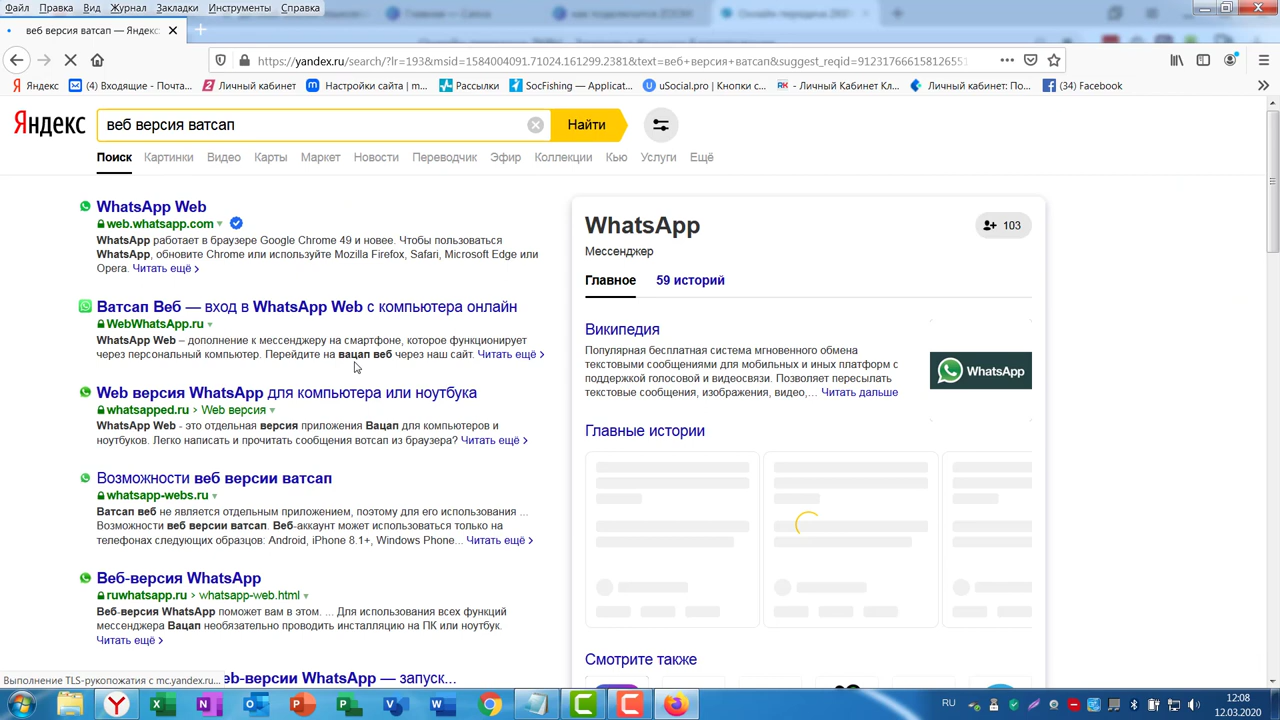 Файл Правка Вид Журнал Закладки Инструменты Справка
веб версия ватсап — Яндекс:
https://yandex.ru/search/?lr=193&msid=1584004091.71024.161299.2381&text=веб+версия+ватсап&suggest_reqid=912317666158126551
Яндекс (4) Входящие - Почта... Личный кабинет Настройки сайта | m... Рассылки SocFishing — Applicat... uSocial.pro | Кнопки с... - Личный Кабинет Кл... Личный кабинет: По... (34) Facebook
Яндекс веб версия ватсап Найти
Поиск Картинки Видео Карты Маркет Новости Переводчик Эфир Коллекции Кью Услуги Ещё
WhatsApp Web
web.whatsapp.com
WhatsApp работает в браузере Google Chrome 49 и новее. Чтобы пользоваться
WhatsApp, обновите Chrome или используйте Mozilla Firefox, Safari, Microsoft Edge или
Opera. Читать ещё >
Ватсап Веб — вход в WhatsApp Web с компьютера онлайн
WebWhatsApp.ru
WhatsApp Web – дополнение к мессенджеру на смартфоне, которое функционирует
через персональный компьютер. Перейдите на вацап веб через наш сайт. Читать ещё >
Web версия WhatsApp для компьютера или ноутбука
whatsapped.ru > Web версия
WhatsApp Web - это отдельная версия приложения Вацап для компьютеров и
ноутбуков. Легко написать и прочитать сообщения вотсап из браузера? Читать ещё >
Возможности веб версии ватсап
whatsapp-webs.ru
Ватсап веб не является отдельным приложением, поэтому для его использования ...
Возможности веб версии ватсап. Веб-аккаунт может использоваться только на
телефонах следующих образцов: Android, iPhone 8.1+, Windows Phone... Читать ещё >
Веб-версия WhatsApp
ruwhatsapp.ru > whatsapp-web.html
Веб-версия WhatsApp поможет вам в этом. ... Для использования всех функций
мессенджера Вацап необязательно проводить инсталляцию на ПК или ноутбук.
Читать ещё >
еb-версии WhatsApp — запуск...
WhatsApp
103
Мессенджер
Главное 59 историй
Википедия
Популярная бесплатная система мгновенного обмена
текстовыми сообщениями для мобильных и иных платформ с
поддержкой голосовой и видеосвязи. Позволяет пересылать
текстовые сообщения, изображения, видео,... Читать дальше
WhatsApp
Главные истории
Смотрите также
Выполнение TLS-рукопожатия с mc.yandex.ru...
RU
12:08
12.03.2020